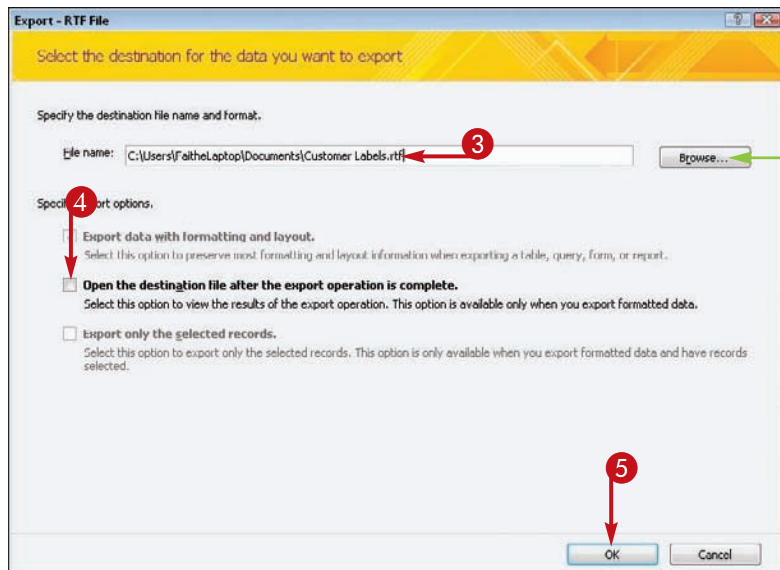 Export - RTF File
Select the destination for the data you want to export
Specify the destination file name and format.
File name: C:\Users\FaitheLaptop\Documents\Customer Labels.rtf 3 Browse...
4
options.
Export data with formatting and layout.
Select this option to preserve most formatting and layout information when exporting a table, query, form, or report.
Open the destination file after the export operation is complete.
Select this option to view the results of the export operation. This option is available only when you export formatted data.
Export only the selected records.
Select this option to export only the selected records. This option is only available when you export formatted data and have records
selected.
5
OK Cancel